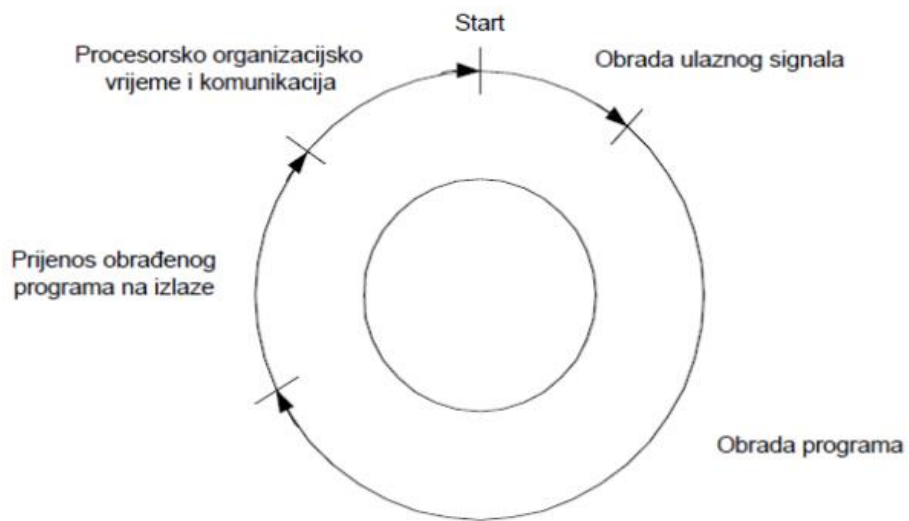 Start
Obrada ulaznog signala
Obrada programa
Prijenos obrađenog
programa na izlaze
Procesorsko organizacijsko
vrijeme i komunikacija